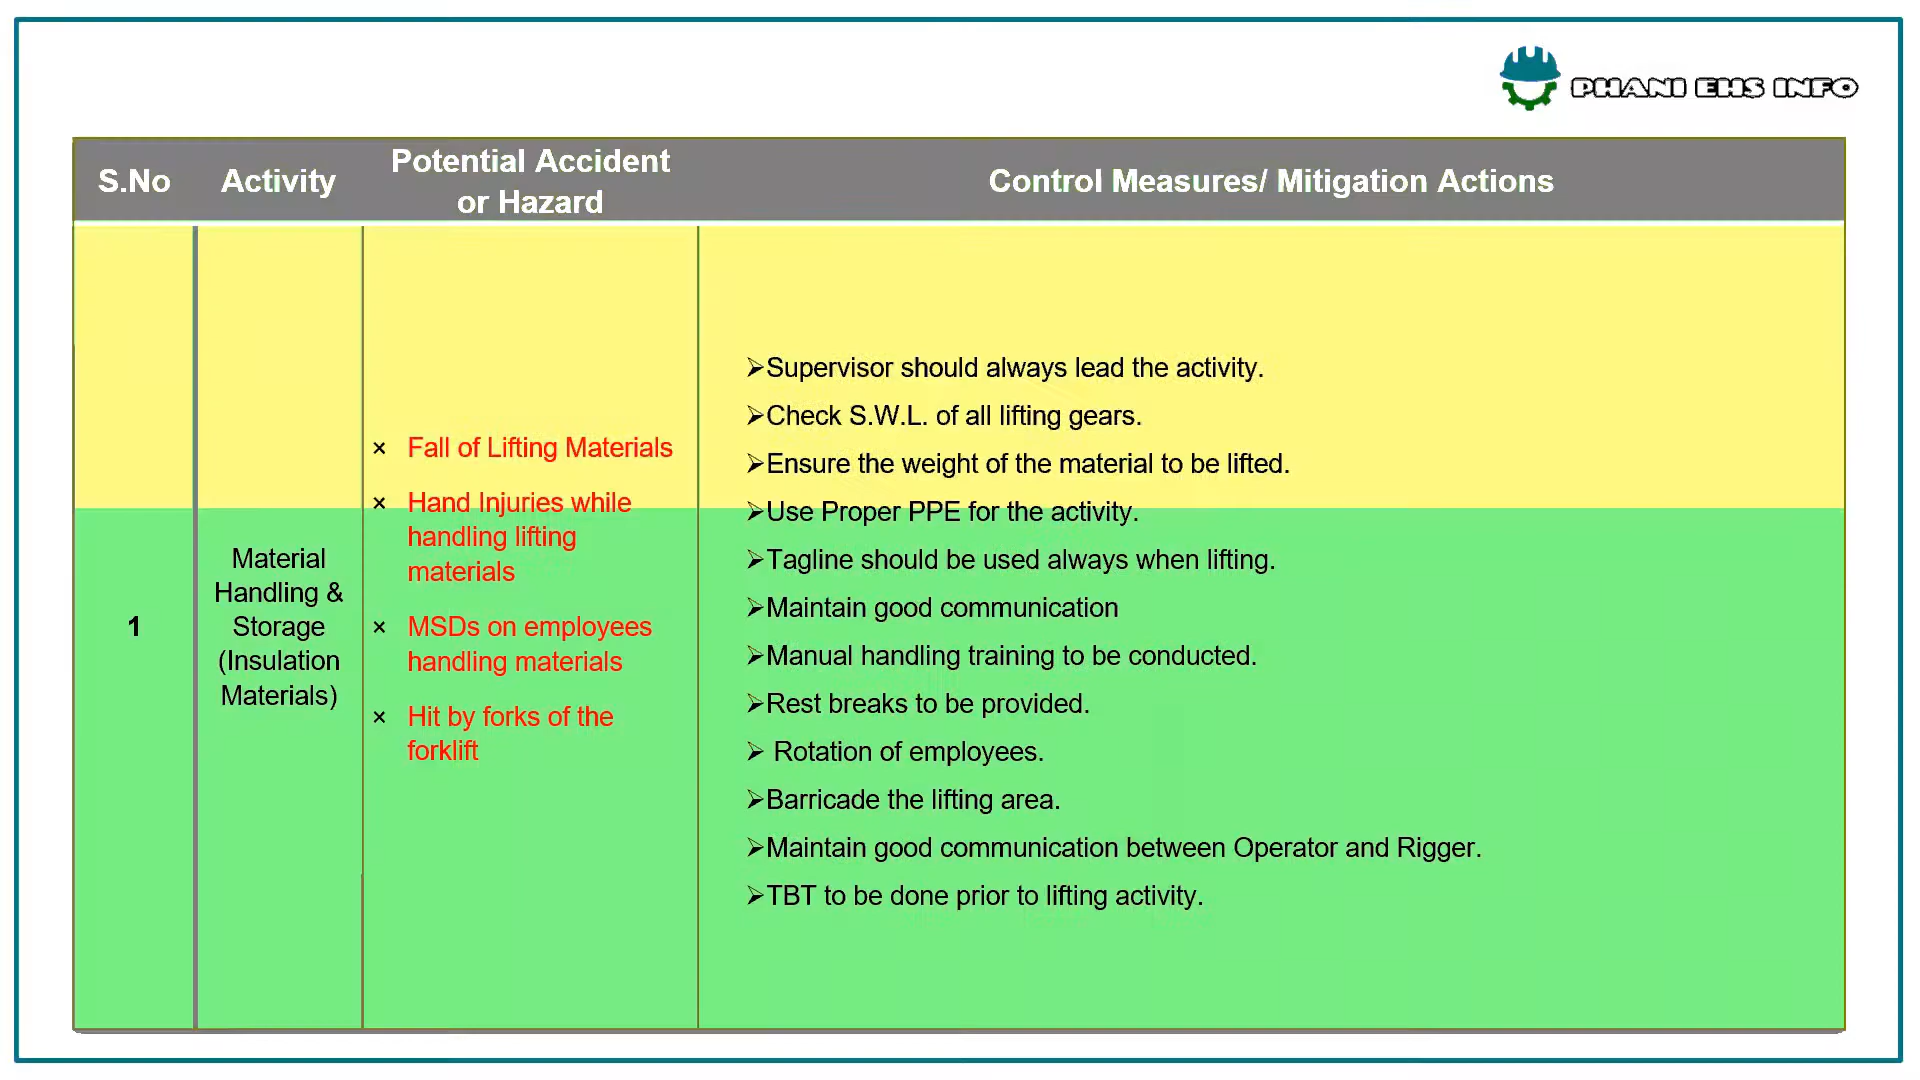 PHANI EHS INFO
S.No
Activity
Potential Accident
or Hazard
Control Measures/ Mitigation Actions
1
Material
Handling &
Storage
(Insulation
Materials)
× Fall of Lifting Materials
× Hand Injuries while
handling lifting
materials
× MSDs on employees
handling materials
× Hit by forks of the
forklift
➢Supervisor should always lead the activity.
➢Check S.W.L. of all lifting gears.
➢Ensure the weight of the material to be lifted.
➢Use Proper PPE for the activity.
➢Tagline should be used always when lifting.
➢Maintain good communication
➢Manual handling training to be conducted.
➢Rest breaks to be provided.
➢ Rotation of employees.
➢Barricade the lifting area.
➢Maintain good communication between Operator and Rigger.
➢TBT to be done prior to lifting activity.